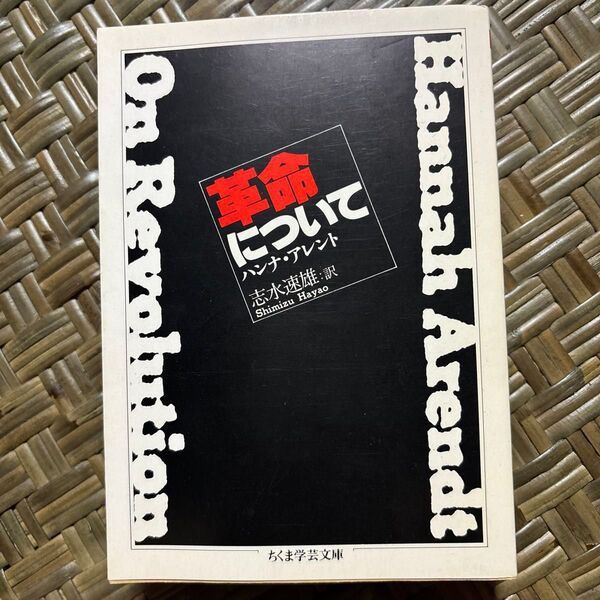 Hannah Arendt
On Revolution
革命
について
ハンナ・アレント
志水速雄:訳
Shimizu Hayao
ちくま学芸文庫